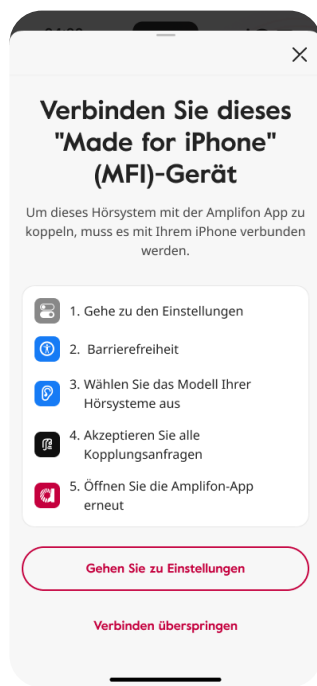 Verbinden Sie dieses
"Made for iPhone"
(MFI)-Gerät
Um dieses Hörsystem mit der Amplifon App zu
koppeln, muss es mit Ihrem iPhone verbunden
werden.
1. Gehe zu den Einstellungen
2. Barrierefreiheit
3. Wählen Sie das Modell Ihrer
Hörsysteme aus
4. Akzeptieren Sie alle
Kopplungsanfragen
5. Öffnen Sie die Amplifon-App
erneut
Gehen Sie zu Einstellungen
Verbinden überspringen